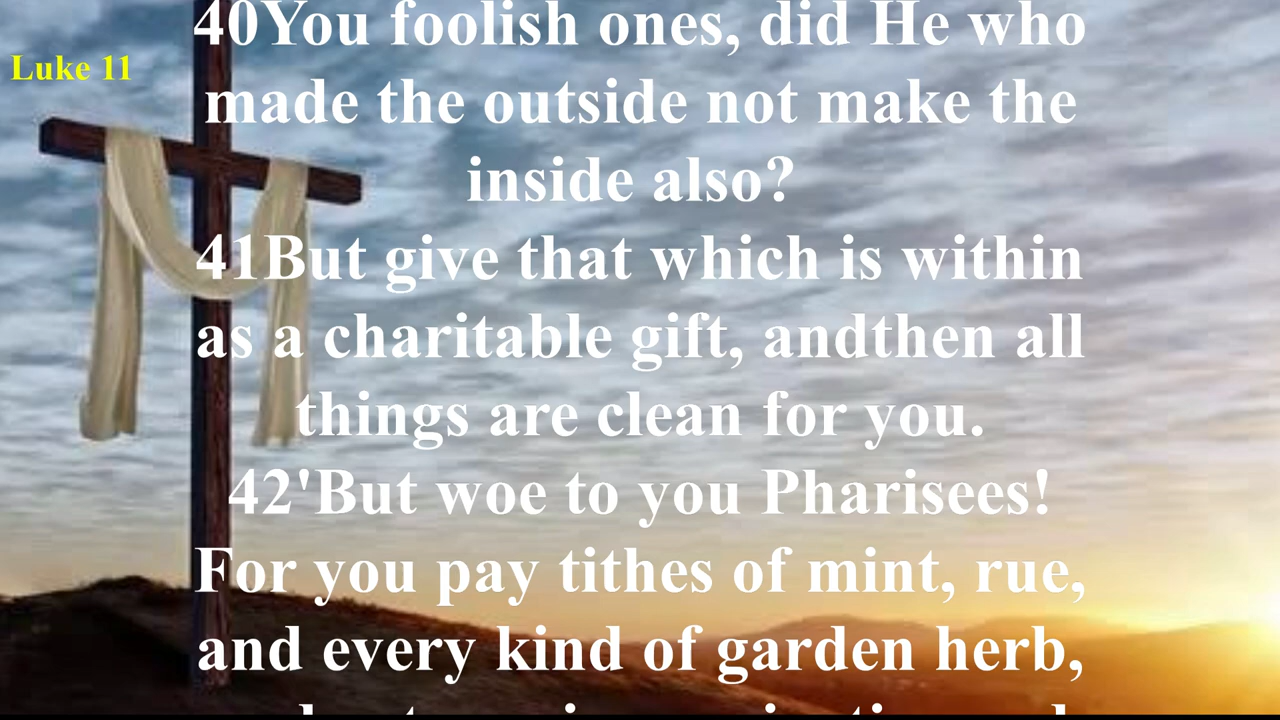 Luke 11
40You foolish ones, did He who
made the outside not make the
inside also?
41But give that which is within
as a charitable gift, andthen all
things are clean for you.
42'But woe to you Pharisees!
For you pay tithes of mint, rue,
and every kind of garden herb,